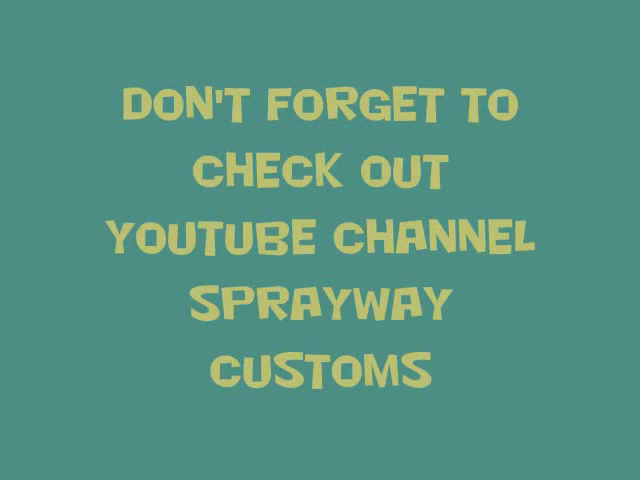 DON'T FORGET TO
CHECK OUT
YOUTUBE CHANNEL
SPRAYWAY
CUSTOMS